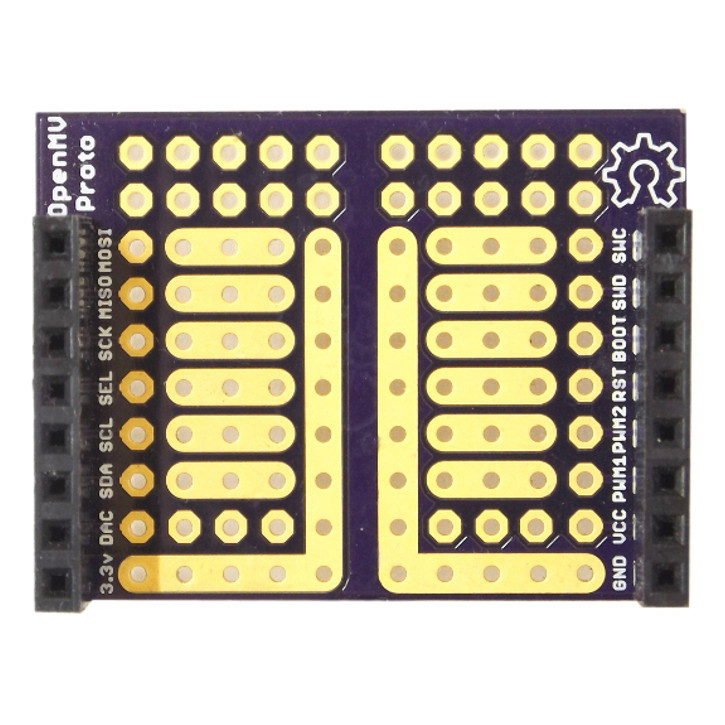 OpenMV
Proto
MOSI
MISO
SCK
SEL
SCL
SDA
DAC
3.3v
SWC
SWD
BOOT
RST
PWM2
PWM1
VCC
GND